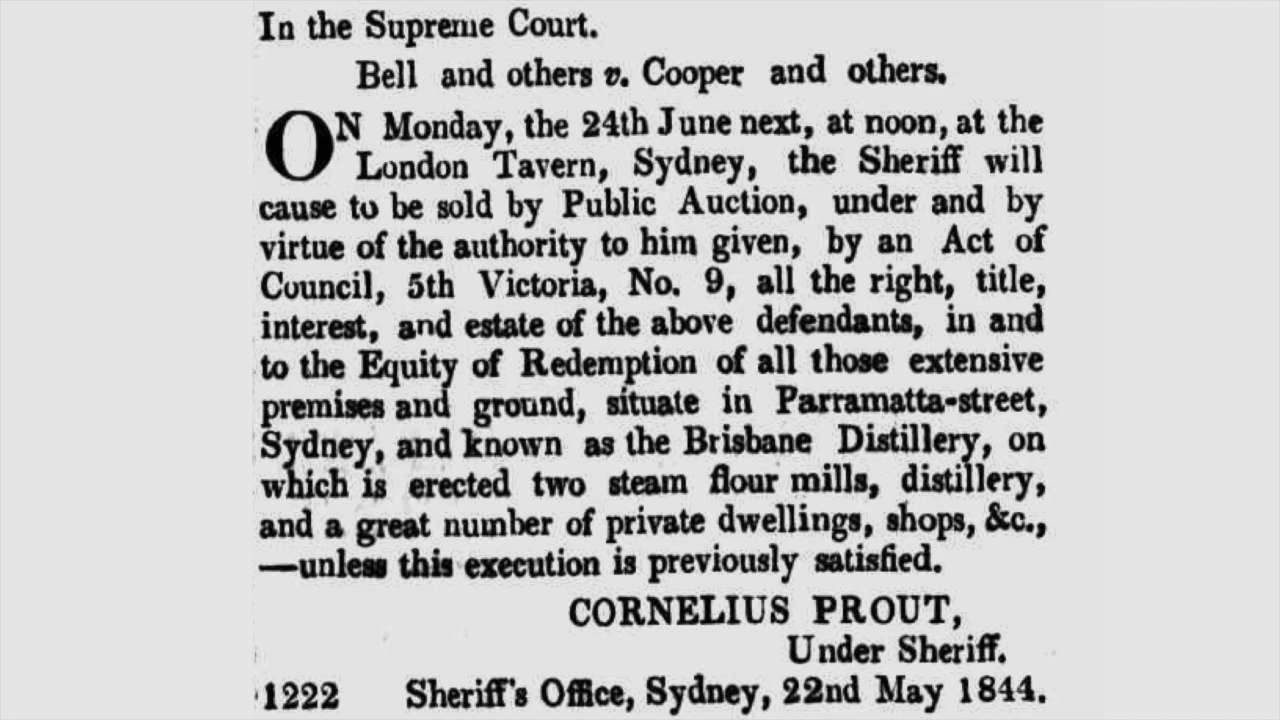 In the Supreme Court.
Bell and others v. Cooper and others.
ON Monday, the 24th June next, at noon, at the
London Tavern, Sydney, the Sheriff will
cause to be sold by Public Auction, under and by
virtue of the authority to him given, by an Act of
Council, 5th Victoria, No. 9, all the right, title,
interest, and estate of the above defendants, in and
to the Equity of Redemption of all those extensive
premises and ground, situate in Parramatta-street,
Sydney, and known as the Brisbane Distillery, on
which is erected two steam flour mills, distillery,
and a great number of private dwellings, shops, &c.,
—unless this execution is previously satisfied.
CORNELIUS PROUT,
Under Sheriff.
1222 Sheriff's Office, Sydney, 22nd May 1844.